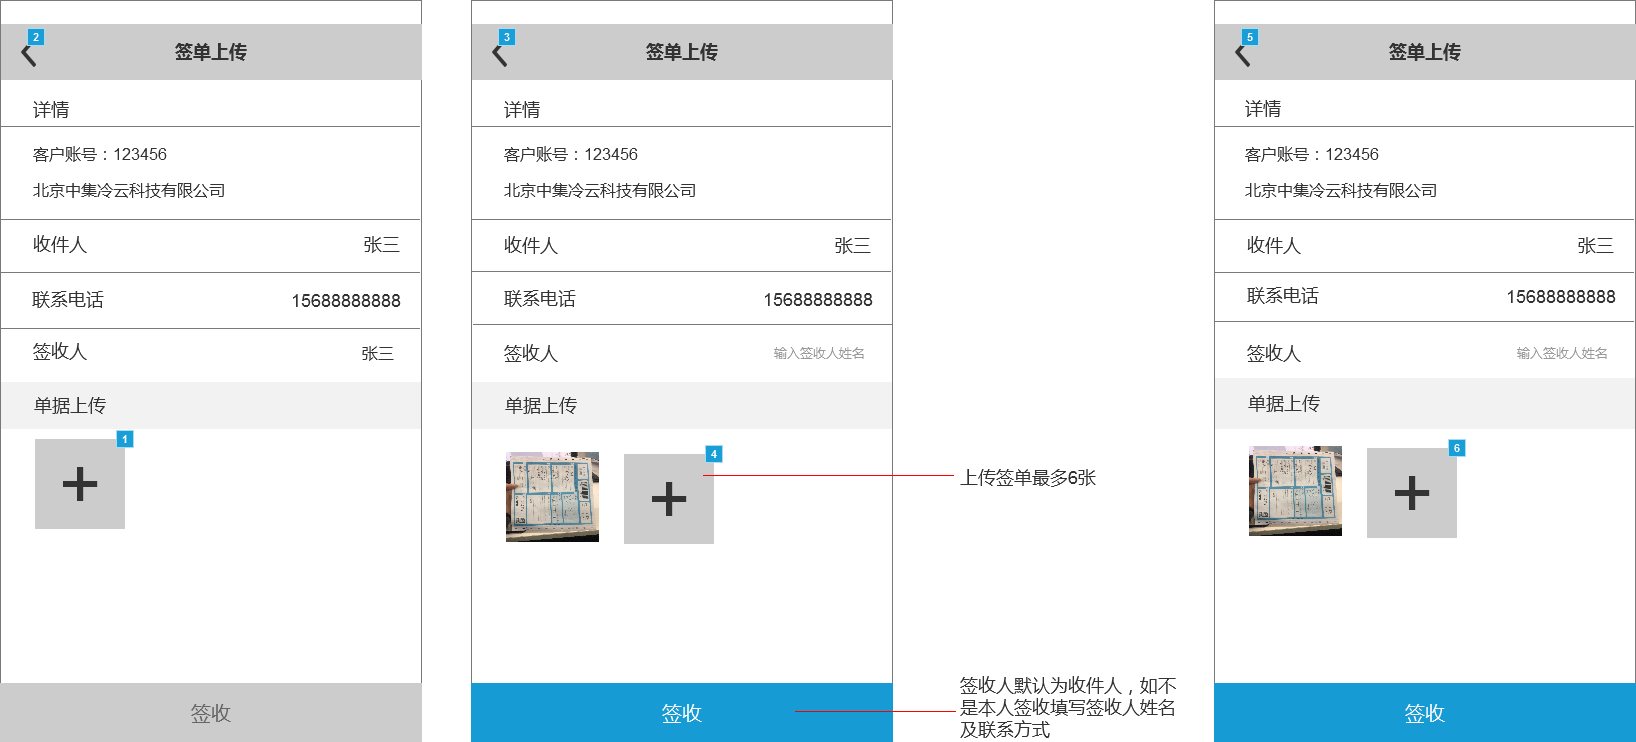 2
签单上传
详情
客户账号：123456
北京中集冷云科技有限公司
收件人
张三
联系电话
15688888888
签收人
张三
单据上传
1
签收
3
签单上传
详情
客户账号：123456
北京中集冷云科技有限公司
收件人
张三
联系电话
15688888888
签收人
输入签收人姓名
单据上传
4
上传签单最多6张
签收
签收人默认为收件人，如不
是本人签收填写签收人姓名
及联系方式
5
签单上传
详情
客户账号：123456
北京中集冷云科技有限公司
收件人
张三
联系电话
15688888888
签收人
输入签收人姓名
单据上传
6
签收